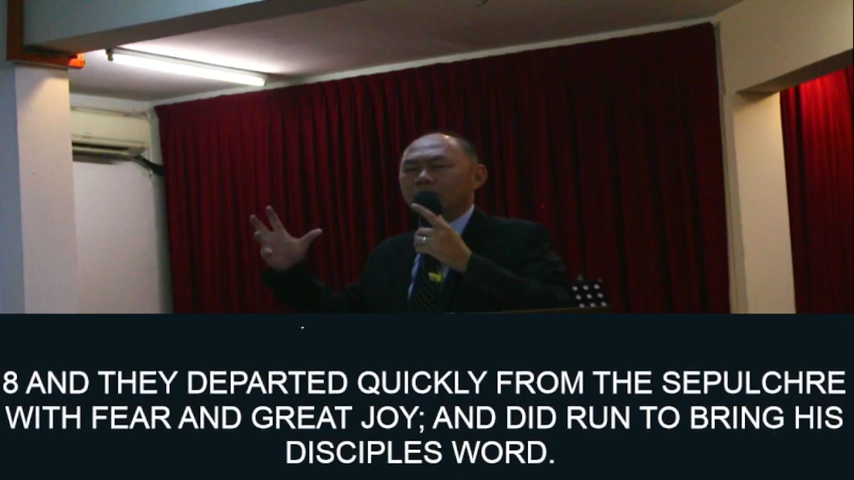 8 AND THEY DEPARTED QUICKLY FROM THE SEPULCHRE
WITH FEAR AND GREAT JOY; AND DID RUN TO BRING HIS
DISCIPLES WORD.